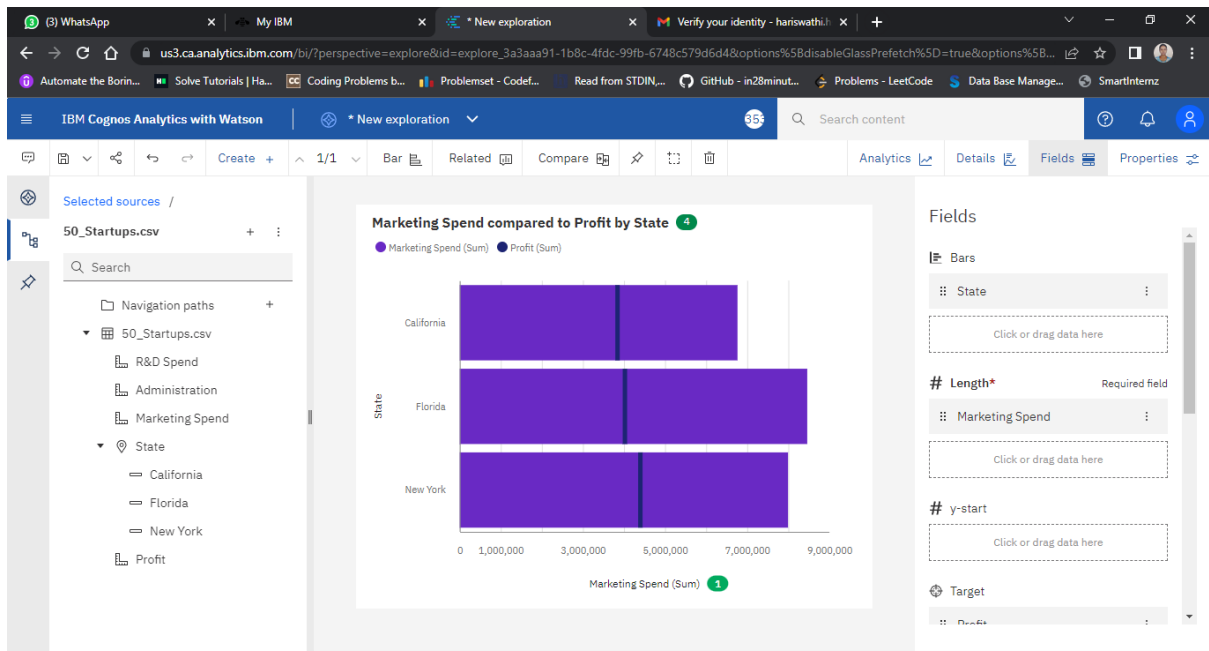 (3) WhatsApp
My IBM
* New exploration
Verify your identity - hariswathi.h
us3.ca.analytics.ibm.com/bi/?perspective=explore&id=explore_3a3aaa91-1b8c-4fdc-99fb-6748c579d6d4&options%5BdisableGlassPrefetch%5D=true&options%5B...
Automate the Borin...
Solve Tutorials | Ha...
CC Coding Problems b...
Problemset - Codef...
Read from STDIN,...
GitHub - in28minut...
Problems - LeetCode
Data Base Manage...
SmartInternz
IBM Cognos Analytics with Watson
* New exploration
353
Search content
Create +
1/1
Bar
Related
Compare
Analytics
Details
Fields
Properties
Selected sources /
50_Startups.csv
Search
Navigation paths
50_Startups.csv
R&D Spend
Administration
Marketing Spend
State
California
Florida
New York
Profit
Marketing Spend compared to Profit by State 4
Marketing Spend (Sum) Profit (Sum)
California
Florida
New York
State
0 1,000,000 3,000,000 5,000,000 7,000,000 9,000,000
Marketing Spend (Sum) 1
Fields
Bars
State
Click or drag data here
# Length* Required field
Marketing Spend
Click or drag data here
# y-start
Click or drag data here
Target
Profit